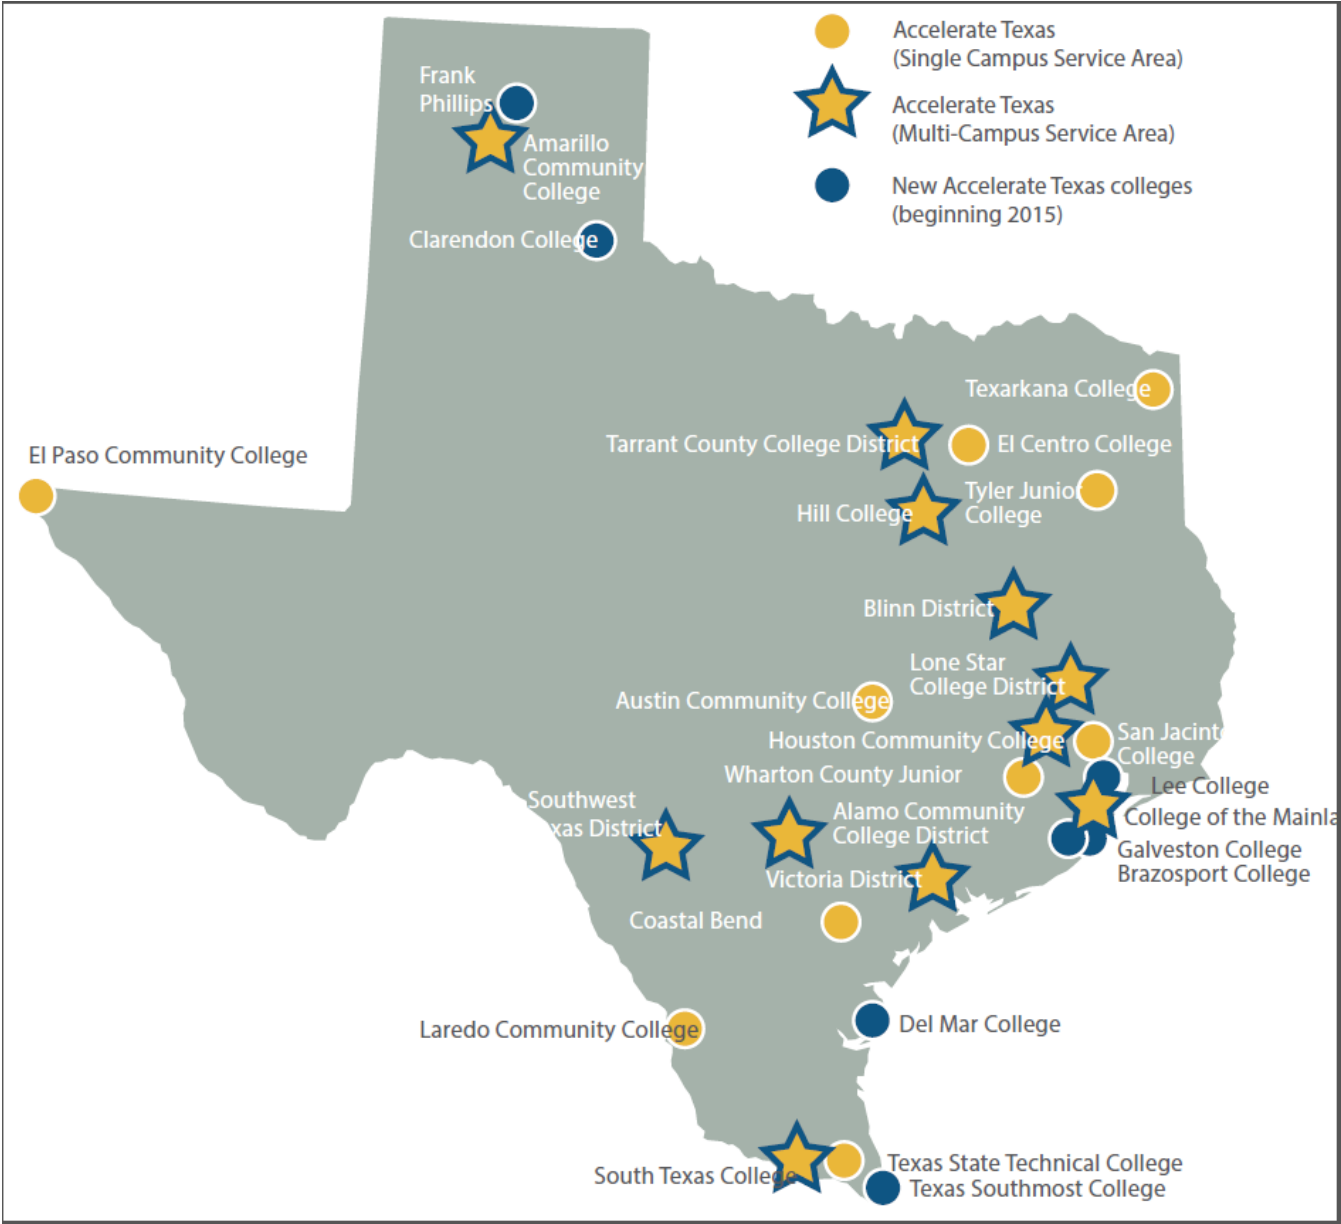 Accelerate Texas
(Single Campus Service Area)
Accelerate Texas
(Multi-Campus Service Area)
New Accelerate Texas colleges
(beginning 2015)
Frank
Phillips
Amarillo
Community
College
Clarendon College
Texarkana College
Tarrant County College District
El Centro College
El Paso Community College
Tyler Junior
College
Hill College
Blinn District
Lone Star
College District
Austin Community College
Houston Community College
San Jacinto
College
Wharton County Junior
Lee College
Southwest
xas District
Alamo Community
College District
College of the Mainla
Galveston College
Brazosport College
Victoria District
Coastal Bend
Del Mar College
Laredo Community College
South Texas College
Texas State Technical College
Texas Southmost College